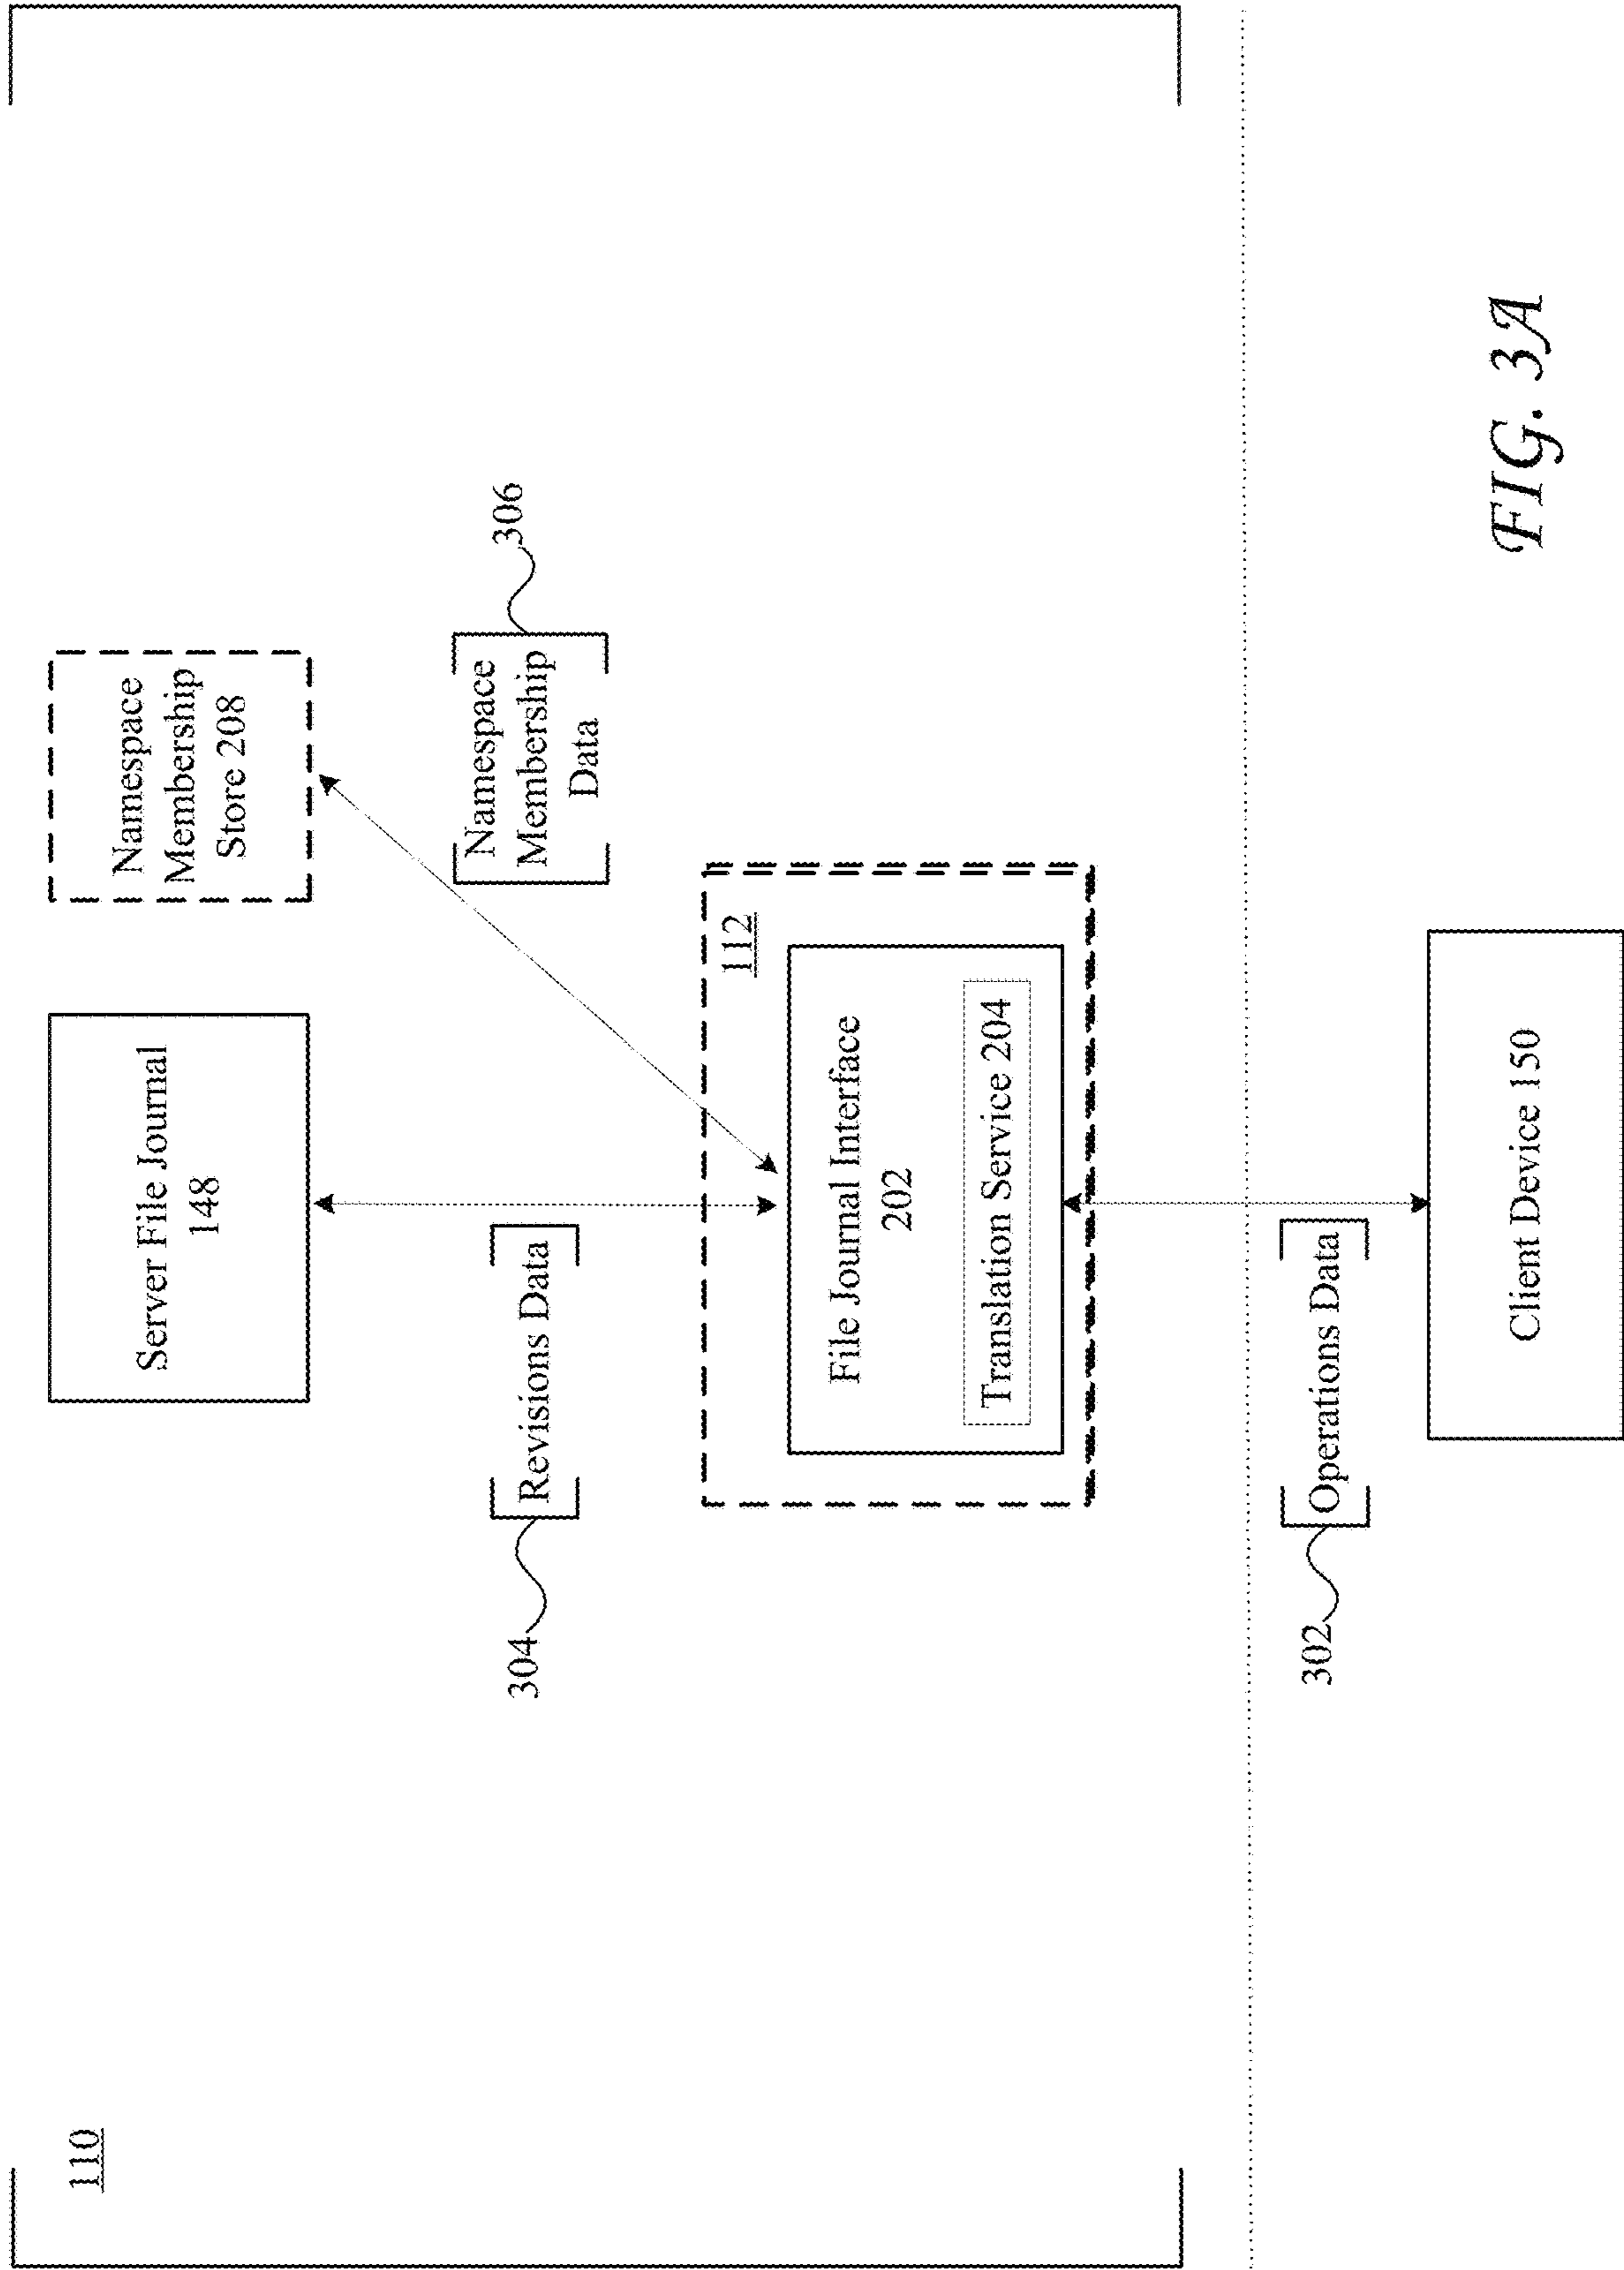 110
Server File Journal
148
Namespace
Membership
Store 208
304
Revisions Data
Namespace
Membership
Data
306
112
File Journal Interface
202
Translation Service 204
302
Operations Data
Client Device 150
FIG. 3A